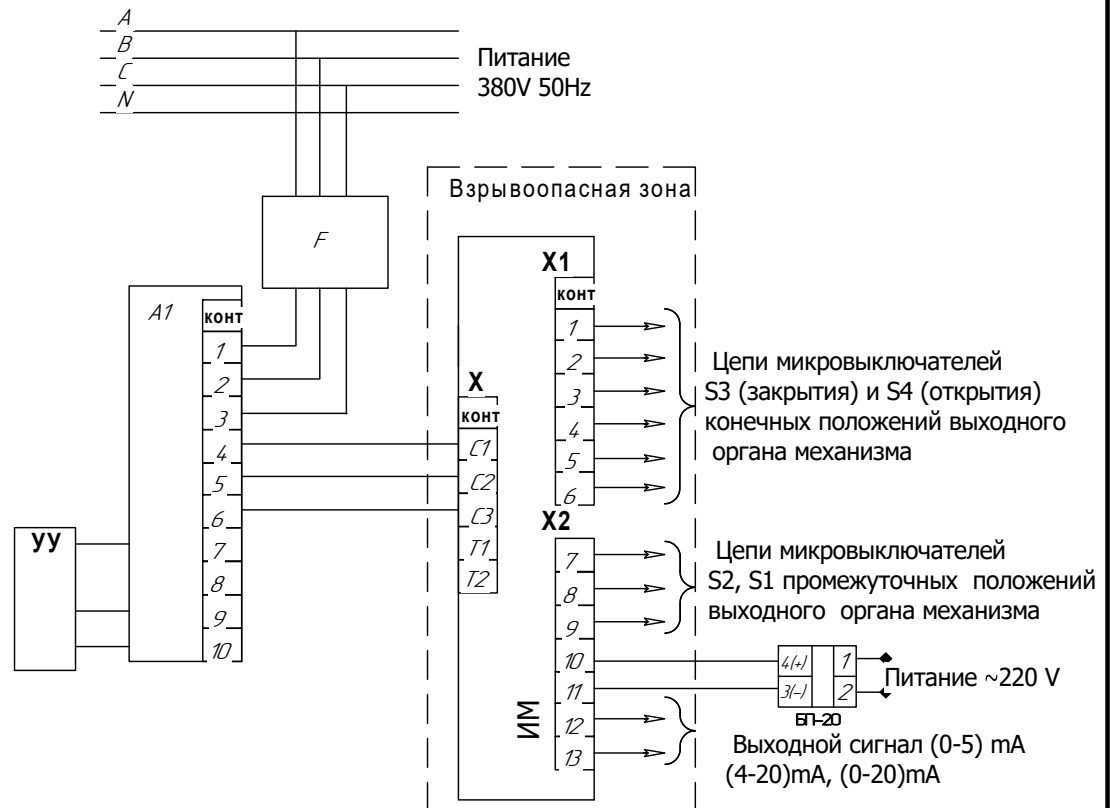 A
B
C
N
Питание
380V 50Hz
Взрывоопасная зона
F
A1
конт
1
2
3
4
5
6
7
8
9
10
УУ
X
конт
C1
C2
C3
T1
T2
X1
конт
1
2
3
4
5
6
Цепи микровыключателей
S3 (закрытия) и S4 (открытия)
конечных положений выходного
органа механизма
X2
7
8
9
10
11
12
13
ИМ
Цепи микровыключателей
S2, S1 промежуточных положений
выходного органа механизма
4(+) 1
3(–) 2
БП–20
Питание ~220 V
Выходной сигнал (0-5) mA
(4-20)mA, (0-20)mA